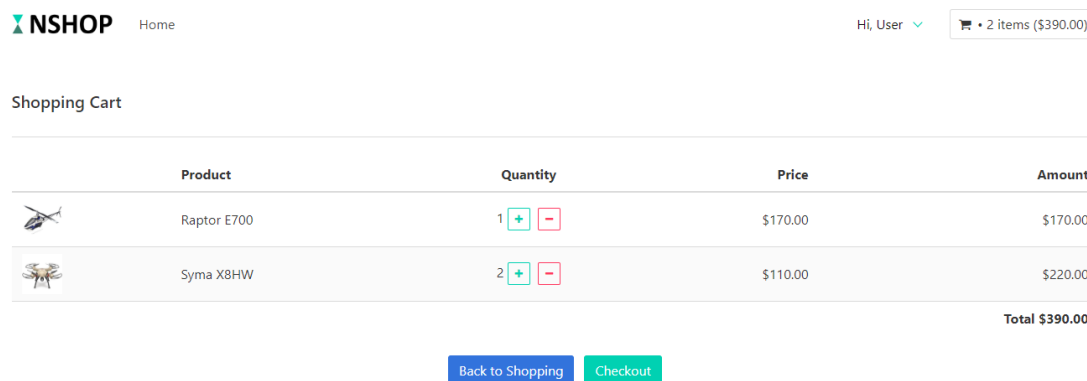 NSHOP Home Hi, User • 2 items ($390.00)
Shopping Cart
Product Quantity Price Amount
Raptor E700 1 + - $170.00 $170.00
Syma X8HW 2 + - $110.00 $220.00
Total $390.00
Back to Shopping Checkout